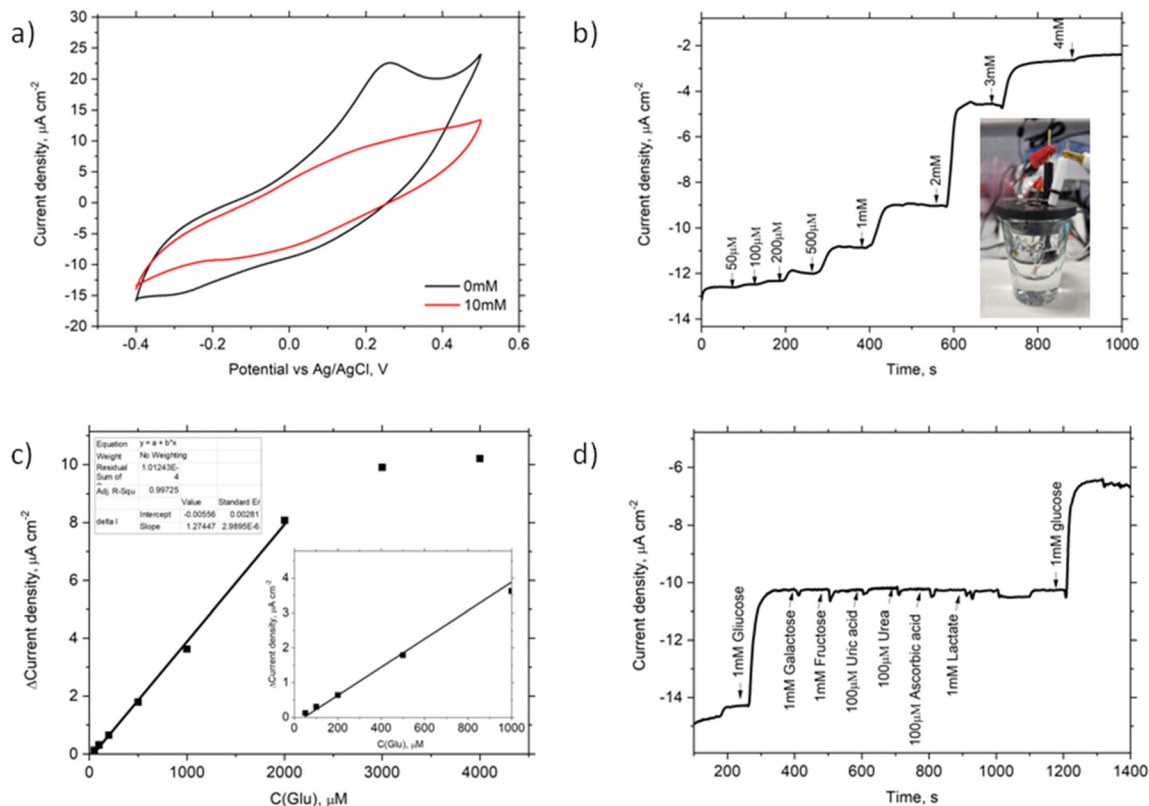 a)
Current density, µA cm-2
25
20
15
10
5
0
-5
-10
-15
-20
-0.4
-0.2
0.0
0.2
0.4
0.6
Potential vs Ag/AgCl, V
0mM
10mM
b)
Current density, µA cm-2
-2
-4
-6
-8
-10
-12
-14
50µM
100µM
200µM
500µM
1mM
2mM
3mM
4mM
0
200
400
600
800
1000
Time, s
c)
ΔCurrent density, µA cm-2
10
8
6
4
2
0
Equation y = a + b*x
Weight No Weighting
Residual 1.01243E-
Sum of 4
Adj. R-Squ 0.99725
Value Standard Er
delta I Intercept -0.00556 0.00281
Slope 1.27447 2.9895E-6
ΔCurrent density, µA cm-2
4
3
2
1
0
0
200
400
600
800
1000
C(Glu), µM
0
1000
2000
3000
4000
5000
C(Glu), µM
d)
Current density, µA cm-2
-6
-8
-10
-12
-14
1mM Gliucose
1mM Galactose
1mM Fructose
100µM Uric acid
100µM Urea
100µM Ascorbic acid
1mM Lactate
1mM glucose
200
400
600
800
1000
1200
1400
Time, s